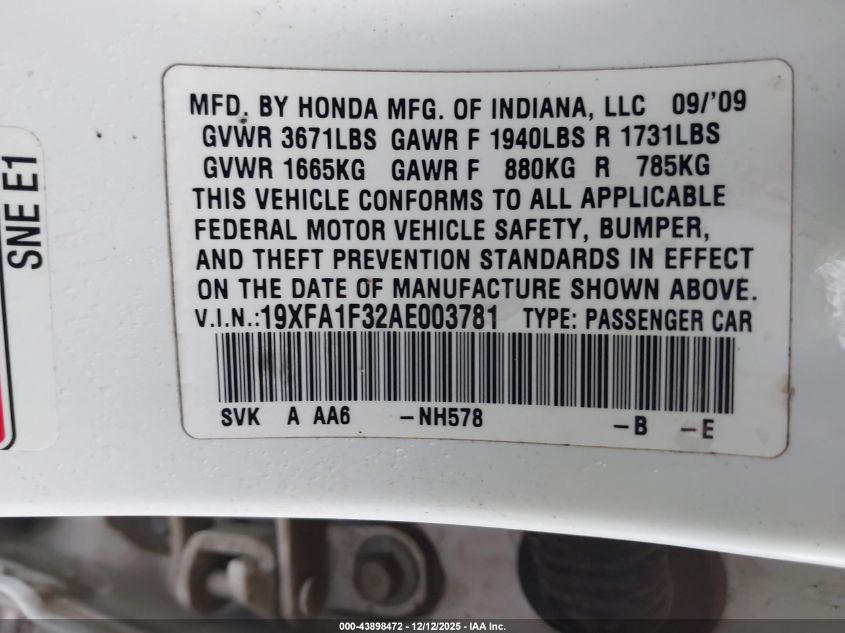 MFD. BY HONDA MFG. OF INDIANA, LLC 09/'09
GVWR 3671LBS GAWR F 1940LBS R 1731LBS
GVWR 1665KG GAWR F 880KG R 785KG
THIS VEHICLE CONFORMS TO ALL APPLICABLE
FEDERAL MOTOR VEHICLE SAFETY, BUMPER,
AND THEFT PREVENTION STANDARDS IN EFFECT
ON THE DATE OF MANUFACTURE SHOWN ABOVE.
V.I.N.:19XFA1F32AE003781 TYPE: PASSENGER CAR
SVK A AA6 -NH578 -B -E
SNE E1
000-43898472 - 12/12/2025 - IAA Inc.